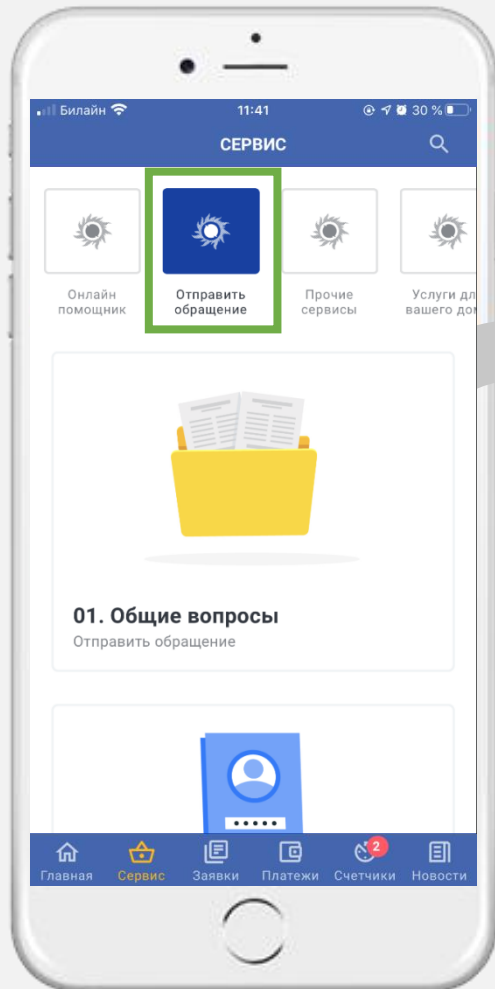 Билайн 11:41 30 %
СЕРВИС
Онлайн помощник
Отправить обращение
Прочие сервисы
Услуги дл
вашего дом
01. Общие вопросы
Отправить обращение
Главная Сервис Заявки Платежи Счетчики 2 Новости